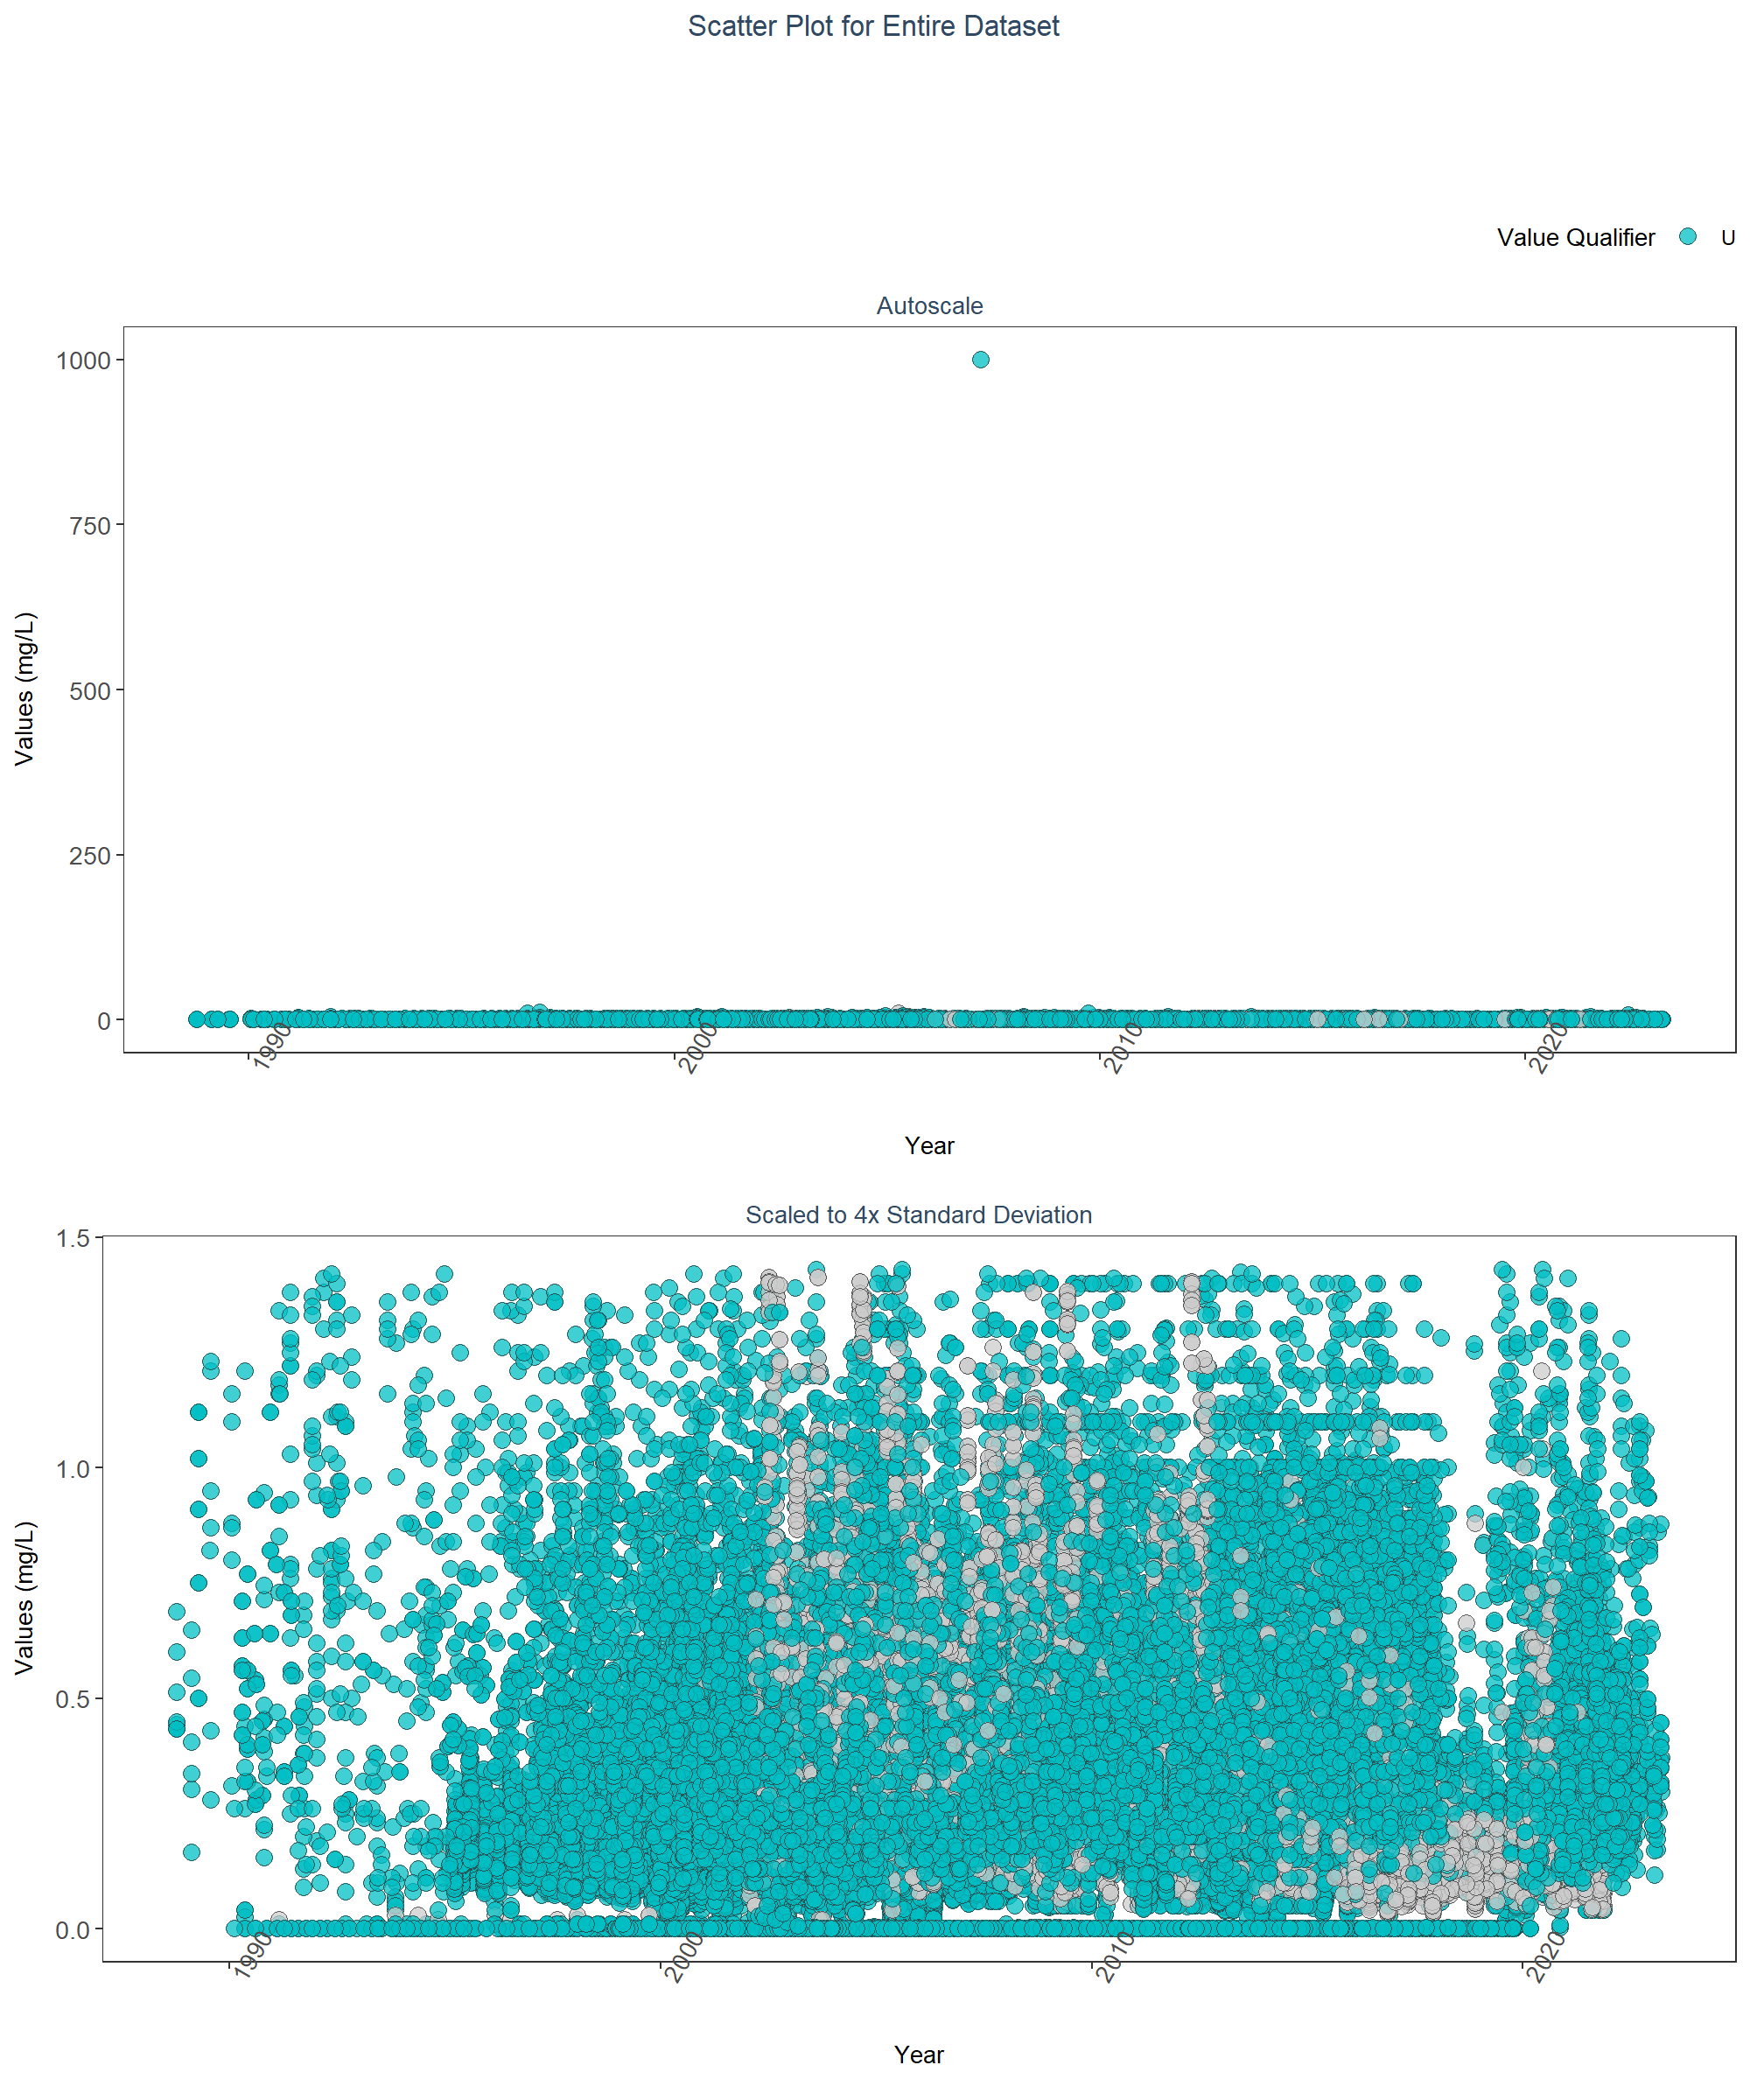 Scatter Plot for Entire Dataset
Value Qualifier U
Autoscale
1000
750
500
250
0
Values (mg/L)
1990 2000 2010 2020
Year
Scaled to 4x Standard Deviation
1.5
1.0
0.5
0.0
Values (mg/L)
1990 2000 2010 2020
Year